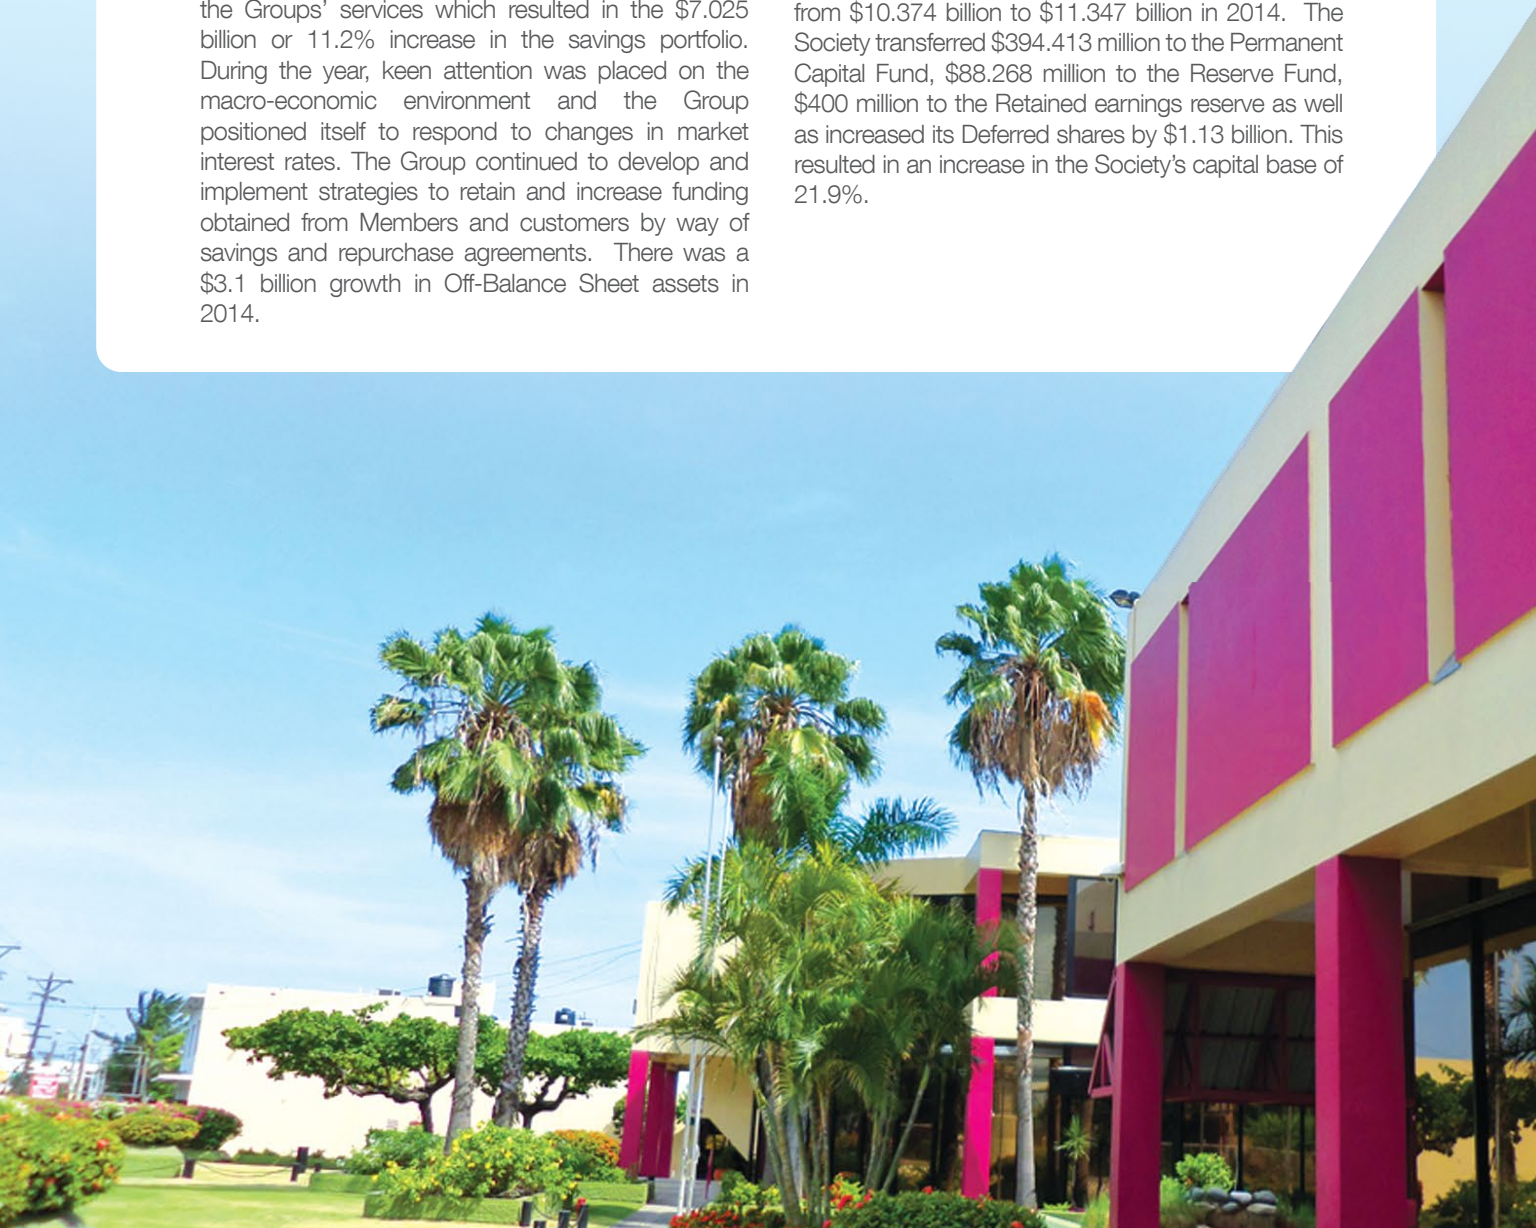 the Groups’ services which resulted in the $7.025
billion or 11.2% increase in the savings portfolio.
During the year, keen attention was placed on the
macro-economic environment and the Group
positioned itself to respond to changes in market
interest rates. The Group continued to develop and
implement strategies to retain and increase funding
obtained from Members and customers by way of
savings and repurchase agreements. There was a
$3.1 billion growth in Off-Balance Sheet assets in
2014.
from $10.374 billion to $11.347 billion in 2014. The
Society transferred $394.413 million to the Permanent
Capital Fund, $88.268 million to the Reserve Fund,
$400 million to the Retained earnings reserve as well
as increased its Deferred shares by $1.13 billion. This
resulted in an increase in the Society’s capital base of
21.9%.